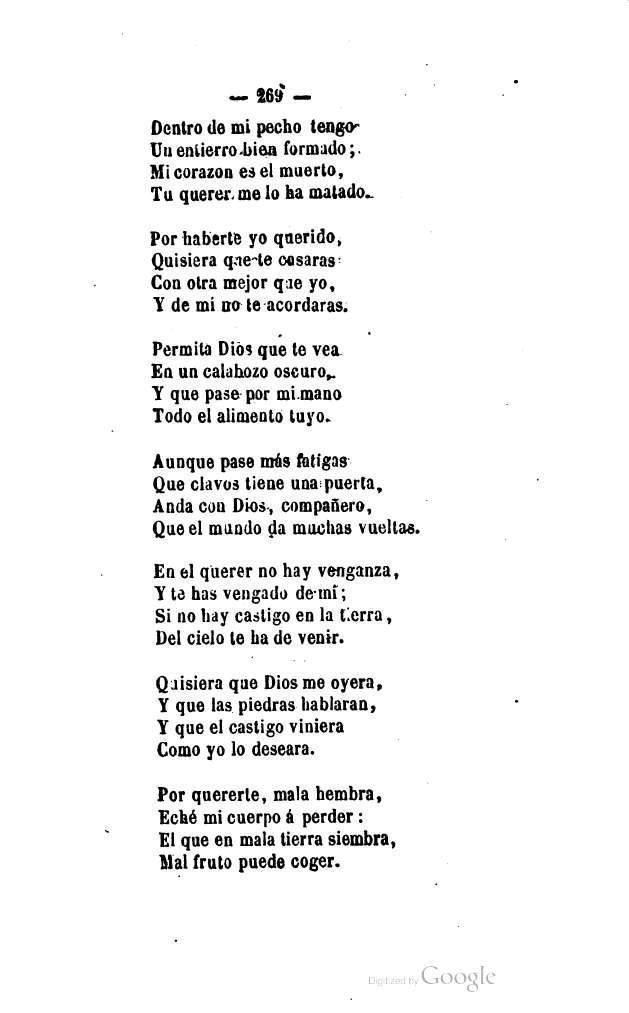 — 269 —
Dentro de mi pecho tengo
Un entierro bien formado;
Mi corazon es el muerto,
Tu querer me lo ha matado.
Por haberte yo querido,
Quisiera que te casaras
Con otra mejor que yo,
Y de mi no te acordaras.
Permita Dios que te vea
En un calabozo oscuro,
Y que pase por mi mano
Todo el alimento tuyo.
Aunque pase más fatigas
Que clavos tiene una puerta,
Anda con Dios, compañero,
Que el mundo da muchas vueltas.
En el querer no hay venganza,
Y te has vengado de mí;
Si no hay castigo en la tierra,
Del cielo te ha de venir.
Quisiera que Dios me oyera,
Y que las piedras hablaran,
Y que el castigo viniera
Como yo lo deseara.
Por quererte, mala hembra,
Eché mi cuerpo á perder:
El que en mala tierra siembra,
Mal fruto puede coger.
Digitized by Google